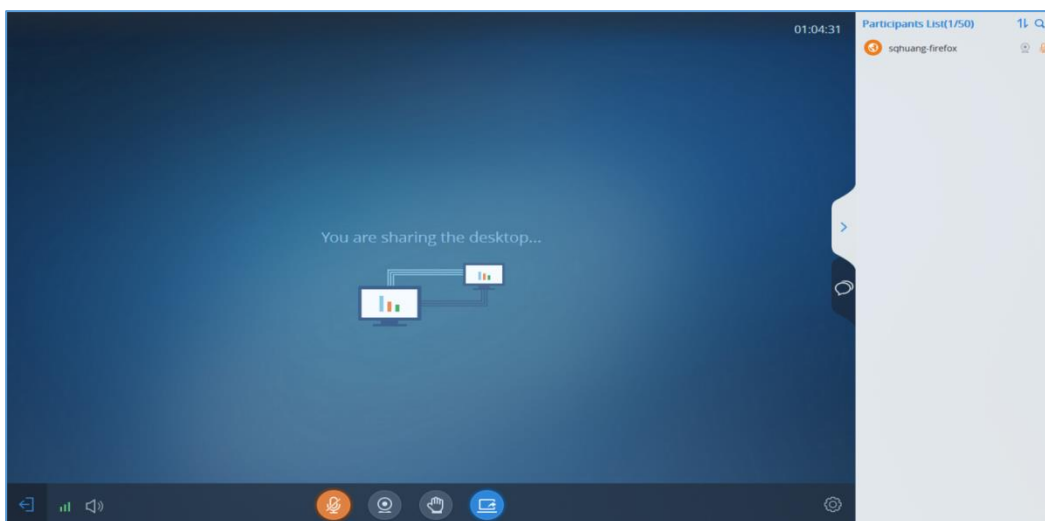 01:04:31
Participants List(1/50)
sqhuang-firefox
You are sharing the desktop...